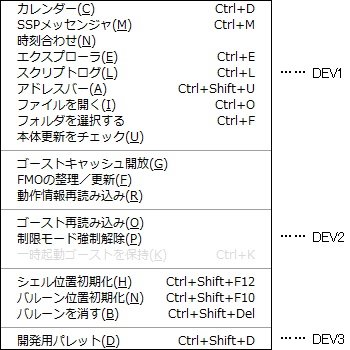 カレンダー(C) Ctrl+D
SSPメッセンジャ(M) Ctrl+M
時刻合わせ(N)
エクスプローラ(E) Ctrl+E
スクリプトログ(L) Ctrl+L
アドレスバー(A) Ctrl+Shift+U
ファイルを開く(I) Ctrl+O
フォルダを選択する Ctrl+F
本体更新をチェック(U)
…… DEV1
ゴーストキャッシュ開放(G)
FMOの整理／更新(F)
動作情報再読み込み(R)
ゴースト再読み込み(O)
制限モード強制解除(P)
一時起動ゴーストを保持(K) Ctrl+K
…… DEV2
シェル位置初期化(H) Ctrl+Shift+F12
バルーン位置初期化(N) Ctrl+Shift+F10
バルーンを消す(B) Ctrl+Shift+Del
開発用パレット(D) Ctrl+Shift+D
…… DEV3